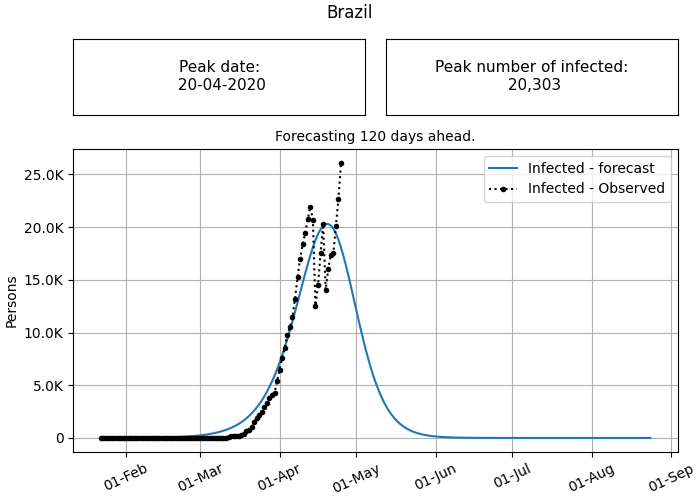 Brazil
Peak date:
20-04-2020
Peak number of infected:
20,303
Forecasting 120 days ahead.
Infected - forecast
Infected - Observed
25.0K
20.0K
15.0K
10.0K
5.0K
0
Persons
01-Feb
01-Mar
01-Apr
01-May
01-Jun
01-Jul
01-Aug
01-Sep